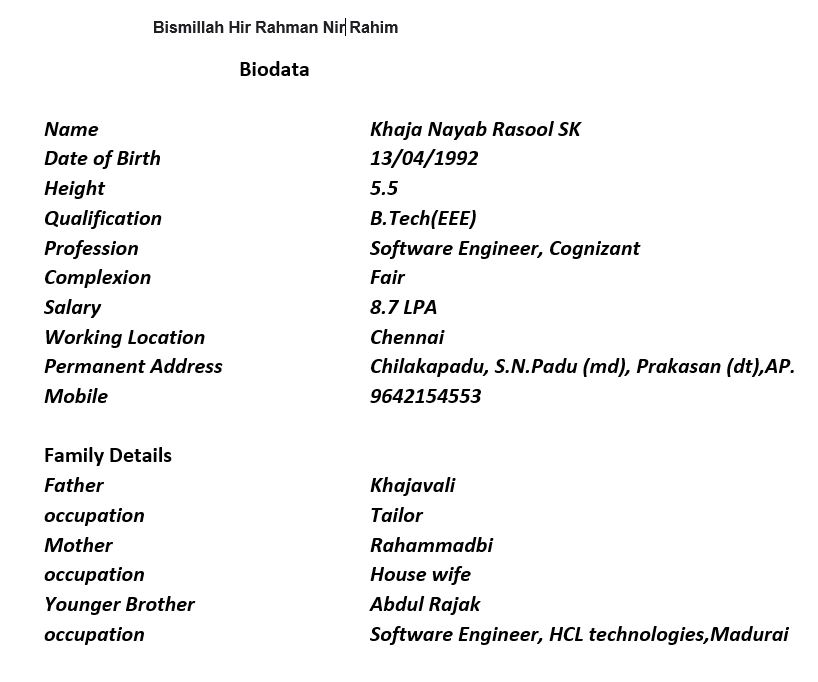 Bismillah Hir Rahman Nir Rahim
Biodata
Name Khaja Nayab Rasool SK
Date of Birth 13/04/1992
Height 5.5
Qualification B.Tech(EEE)
Profession Software Engineer, Cognizant
Complexion Fair
Salary 8.7 LPA
Working Location Chennai
Permanent Address Chilakapadu, S.N.Padu (md), Prakasan (dt),AP.
Mobile 9642154553
Family Details
Father Khajavali
occupation Tailor
Mother Rahammadbi
occupation House wife
Younger Brother Abdul Rajak
occupation Software Engineer, HCL technologies,Madurai